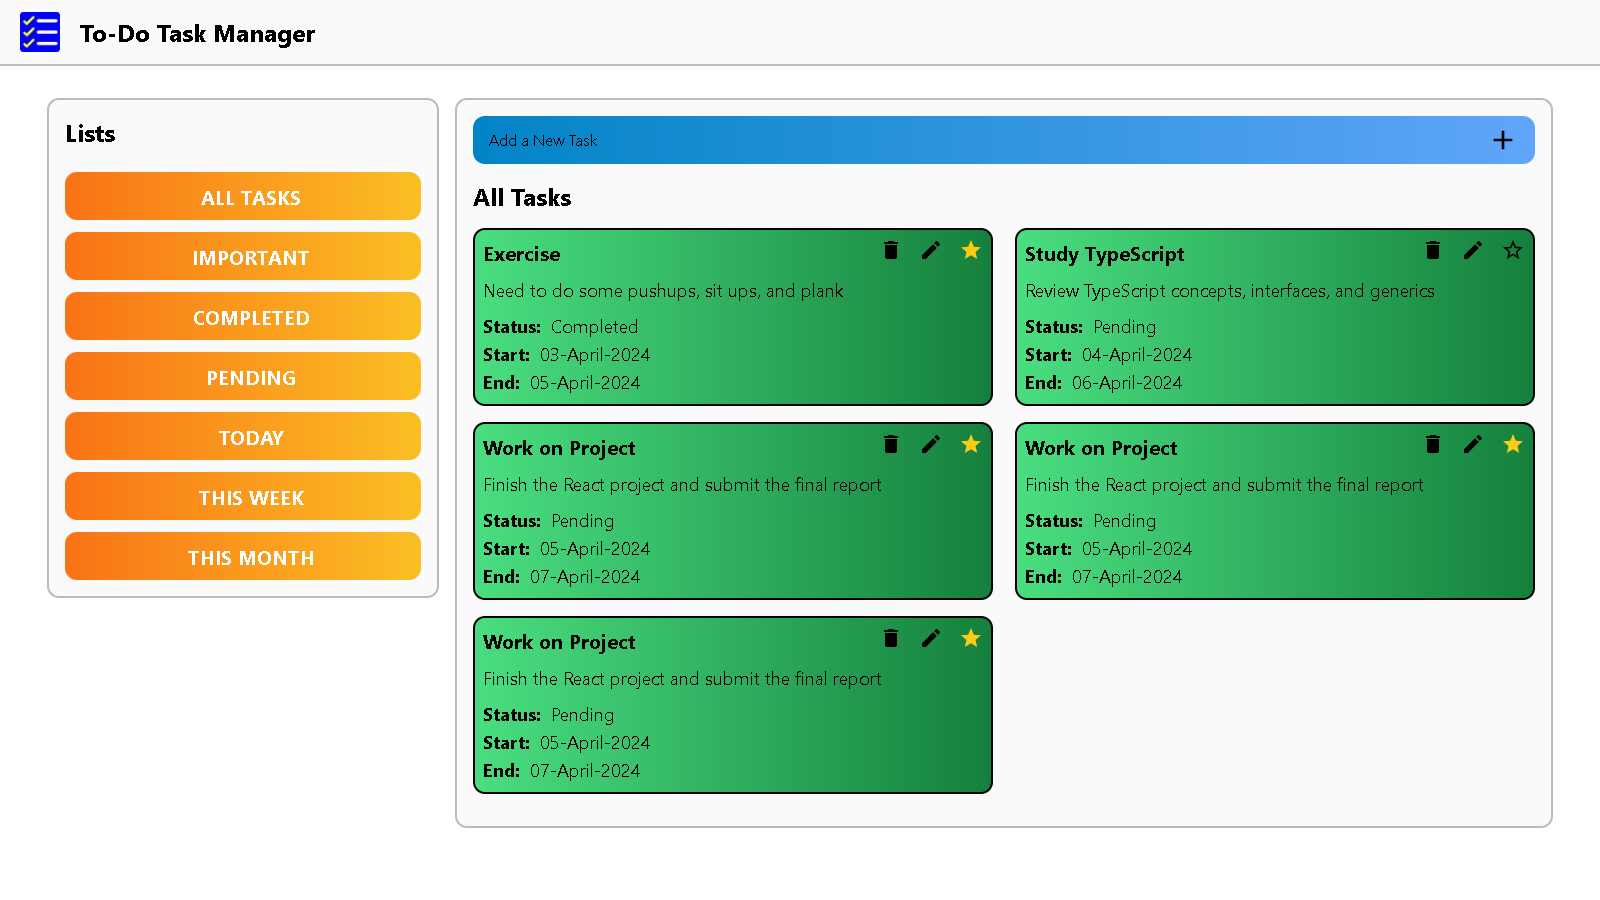 To-Do Task Manager
Lists
ALL TASKS
IMPORTANT
COMPLETED
PENDING
TODAY
THIS WEEK
THIS MONTH
Add a New Task
All Tasks
Exercise
Need to do some pushups, sit ups, and plank
Status: Completed
Start: 03-April-2024
End: 05-April-2024
Study TypeScript
Review TypeScript concepts, interfaces, and generics
Status: Pending
Start: 04-April-2024
End: 06-April-2024
Work on Project
Finish the React project and submit the final report
Status: Pending
Start: 05-April-2024
End: 07-April-2024
Work on Project
Finish the React project and submit the final report
Status: Pending
Start: 05-April-2024
End: 07-April-2024
Work on Project
Finish the React project and submit the final report
Status: Pending
Start: 05-April-2024
End: 07-April-2024